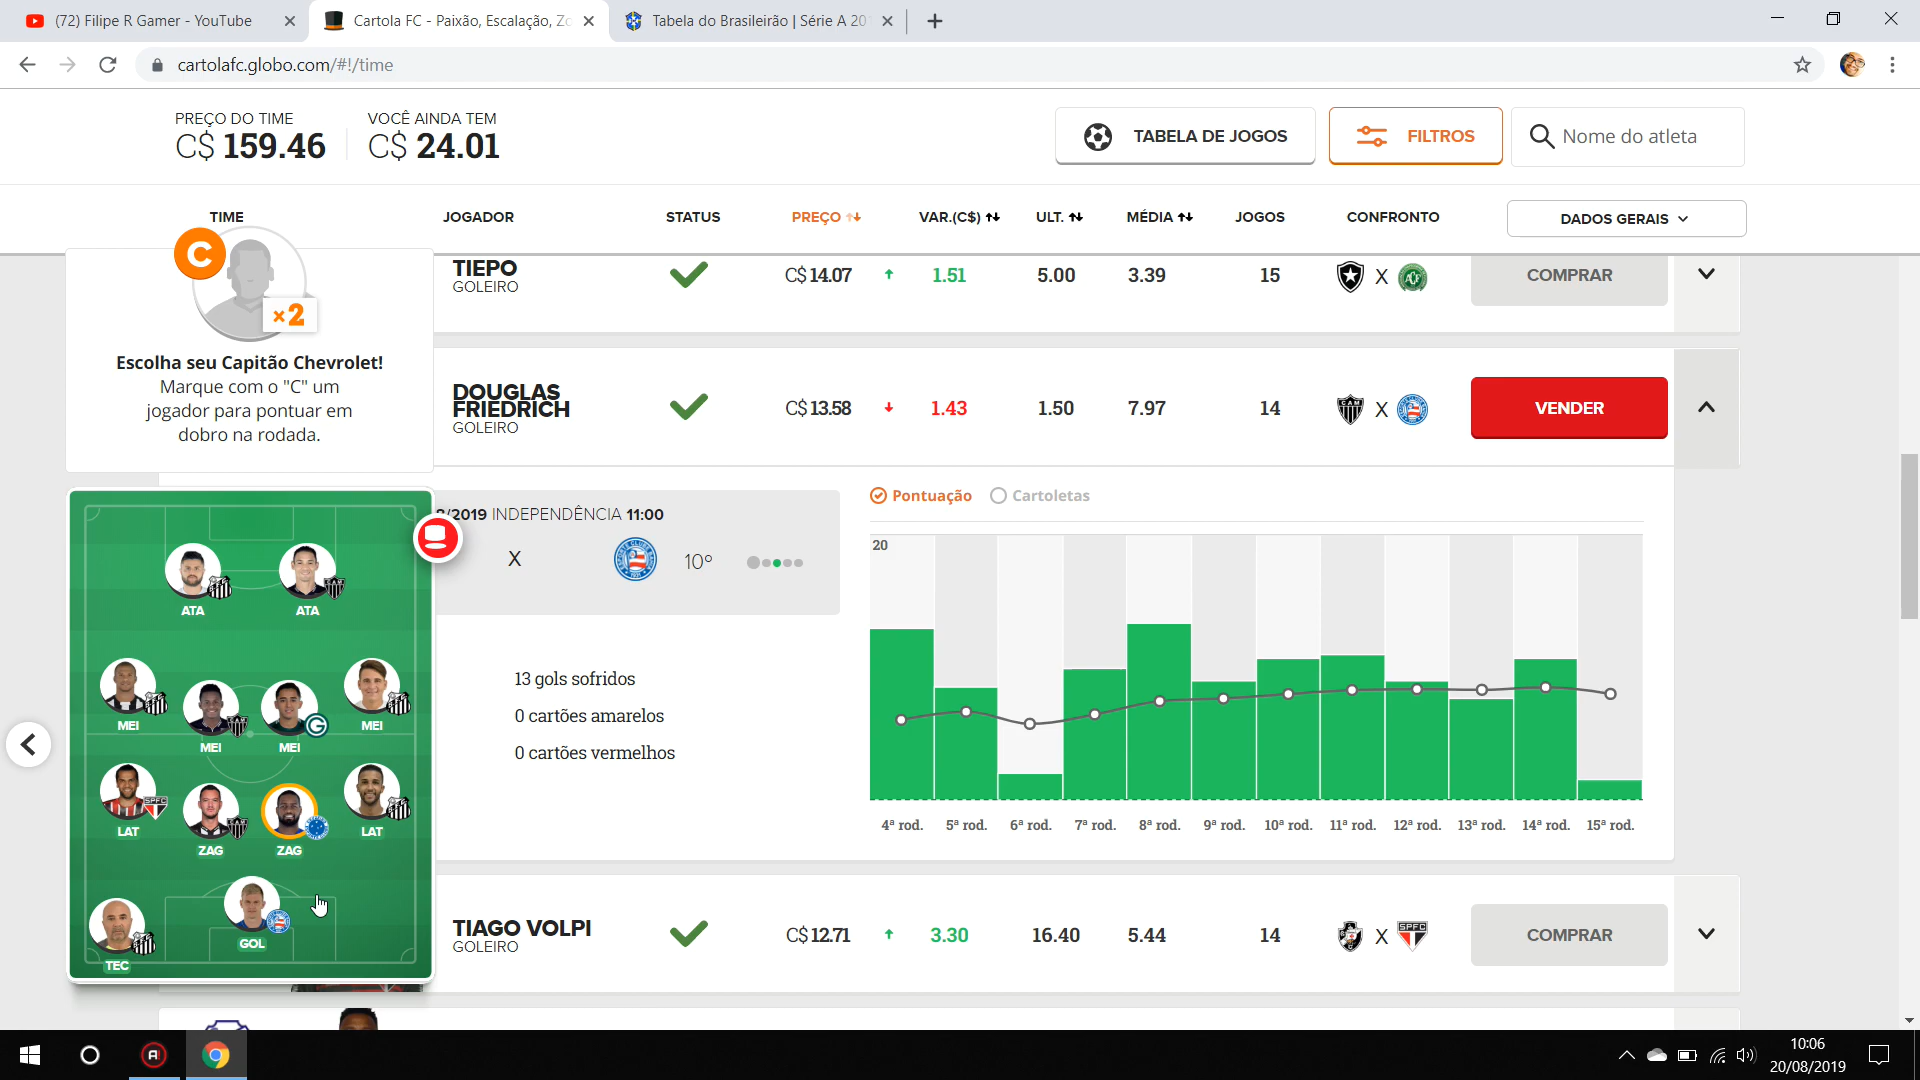 (72) Filipe R Gamer - YouTube
Cartola FC - Paixão, Escalação, Zo
Tabela do Brasileirão | Série A 20
cartolafc.globo.com/#!/time
PREÇO DO TIME
C$ 159.46
VOCÊ AINDA TEM
C$ 24.01
TABELA DE JOGOS
FILTROS
Nome do atleta
TIME
JOGADOR
STATUS
PREÇO
VAR.(C$)
ULT.
MÉDIA
JOGOS
CONFRONTO
DADOS GERAIS
C
×2
Escolha seu Capitão Chevrolet!
Marque com o "C" um
jogador para pontuar em
dobro na rodada.
TIEPO
GOLEIRO
C$ 14.07
1.51
5.00
3.39
15
X
COMPRAR
DOUGLAS
FRIEDRICH
GOLEIRO
C$ 13.58
1.43
1.50
7.97
14
CAM
X
VENDER
8/2019 INDEPENDÊNCIA 11:00
X
10º
13 gols sofridos
0 cartões amarelos
0 cartões vermelhos
Pontuação
Cartoletas
20
4ª rod.
5ª rod.
6ª rod.
7ª rod.
8ª rod.
9ª rod.
10ª rod.
11ª rod.
12ª rod.
13ª rod.
14ª rod.
15ª rod.
ATA
ATA
MEI
MEI
MEI
MEI
LAT
ZAG
ZAG
LAT
GOL
TEC
TIAGO VOLPI
GOLEIRO
C$ 12.71
3.30
16.40
5.44
14
X
SPFC
COMPRAR
10:06
20/08/2019